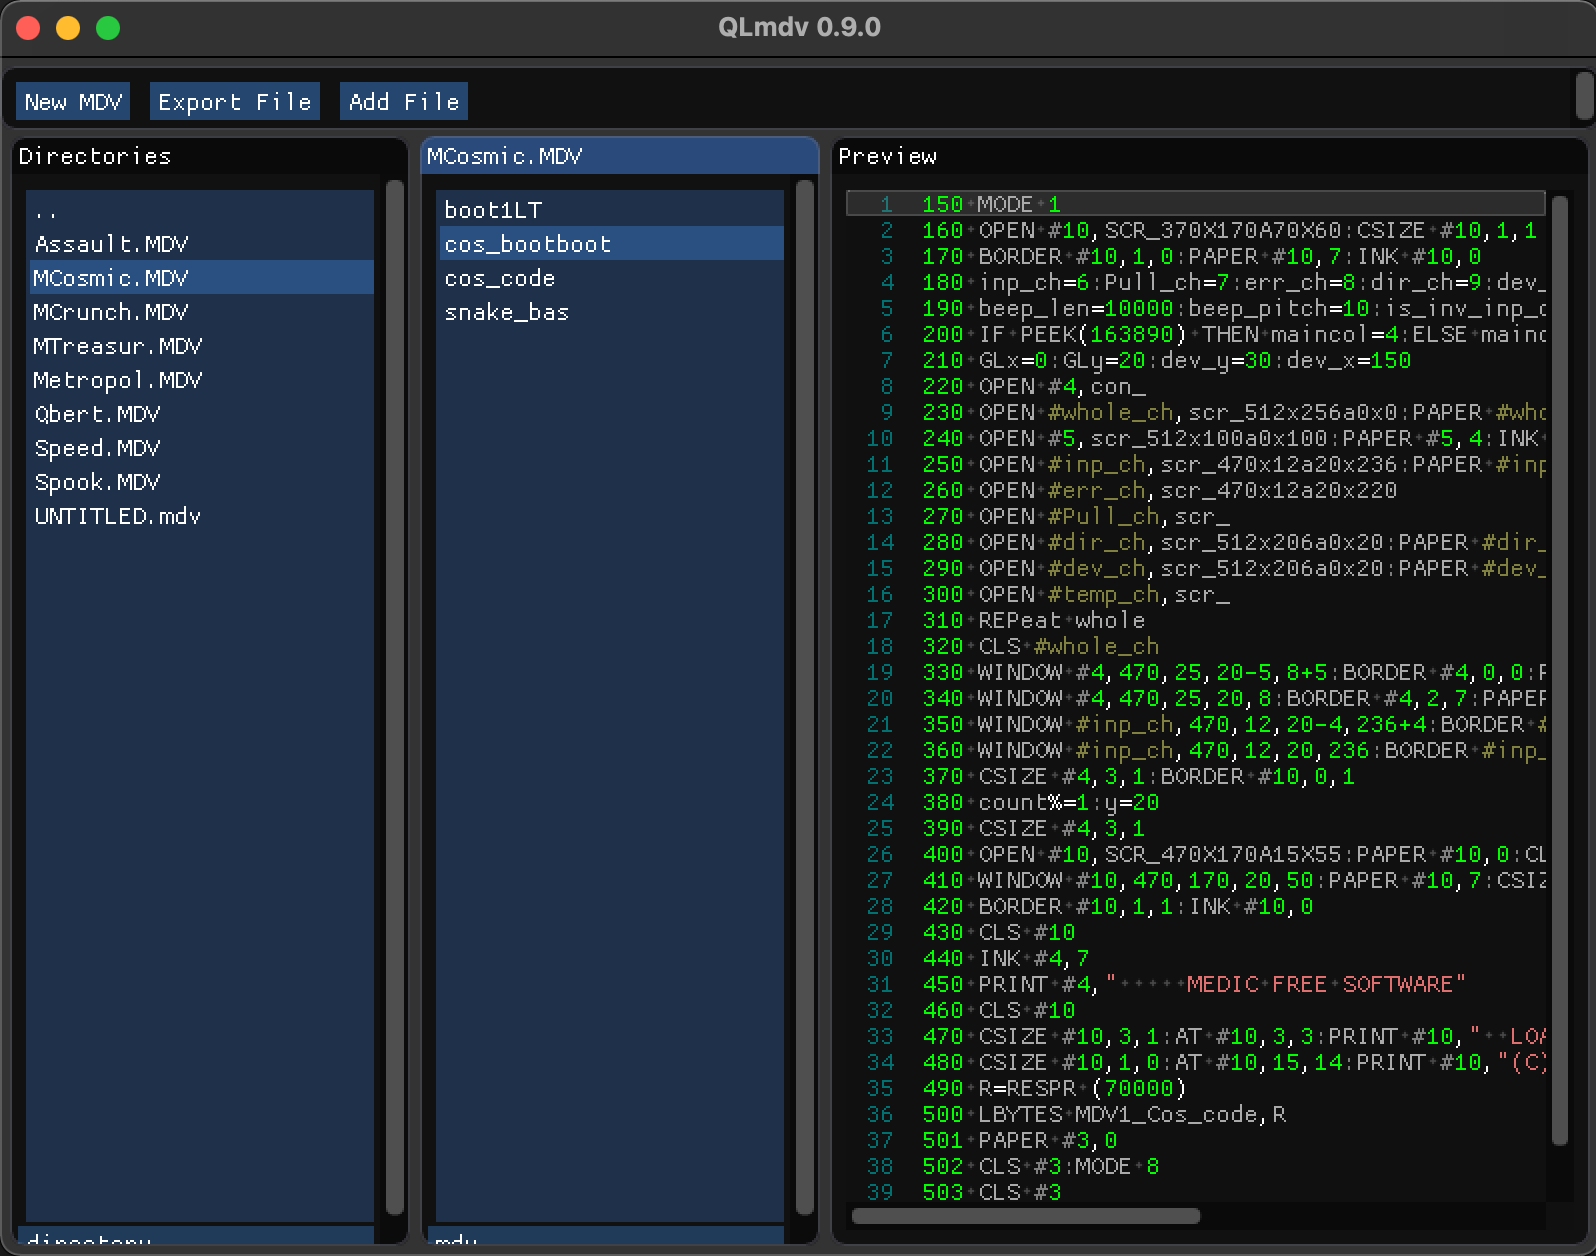 QLmdv 0.9.0
New MDV
Export File
Add File
Directories
..
Assault.MDV
MCosmic.MDV
MCrunch.MDV
MTreasur.MDV
Metropol.MDV
Qbert.MDV
Speed.MDV
Spook.MDV
UNTITLED.mdv
directory
MCosmic.MDV
boot1LT
cos_bootboot
cos_code
snake_bas
mdv
Preview
1 150 MODE 1
2 160 OPEN #10,SCR_370X170A70X60:CSIZE #10,1,1
3 170 BORDER #10,1,0:PAPER #10,7:INK #10,0
4 180 inp_ch=6:Pull_ch=7:err_ch=8:dir_ch=9:dev_
5 190 beep_len=10000:beep_pitch=10:is_inv_inp_c
6 200 IF PEEK(163890) THEN maincol=4:ELSE mainc
7 210 GLx=0:GLy=20:dev_y=30:dev_x=150
8 220 OPEN #4,con_
9 230 OPEN #whole_ch,scr_512x256a0x0:PAPER #who
10 240 OPEN #5,scr_512x100a0x100:PAPER #5,4:INK
11 250 OPEN #inp_ch,scr_470x12a20x236:PAPER #inp
12 260 OPEN #err_ch,scr_470x12a20x220
13 270 OPEN #Pull_ch,scr_
14 280 OPEN #dir_ch,scr_512x206a0x20:PAPER #dir_
15 290 OPEN #dev_ch,scr_512x206a0x20:PAPER #dev_
16 300 OPEN #temp_ch,scr_
17 310 REPeat whole
18 320 CLS #whole_ch
19 330 WINDOW #4,470,25,20-5,8+5:BORDER #4,0,0:P
20 340 WINDOW #4,470,25,20,8:BORDER #4,2,7:PAPER
21 350 WINDOW #inp_ch,470,12,20-4,236+4:BORDER #
22 360 WINDOW #inp_ch,470,12,20,236:BORDER #inp_
23 370 CSIZE #4,3,1:BORDER #10,0,1
24 380 count%=1:y=20
25 390 CSIZE #4,3,1
26 400 OPEN #10,SCR_470X170A15X55:PAPER #10,0:CL
27 410 WINDOW #10,470,170,20,50:PAPER #10,7:CSIZ
28 420 BORDER #10,1,1:INK #10,0
29 430 CLS #10
30 440 INK #4,7
31 450 PRINT #4,"     MEDIC FREE SOFTWARE"
32 460 CLS #10
33 470 CSIZE #10,3,1:AT #10,3,3:PRINT #10,"  LOA
34 480 CSIZE #10,1,0:AT #10,15,14:PRINT #10,"(C)
35 490 R=RESPR (70000)
36 500 LBYTES MDV1_Cos_code,R
37 501 PAPER #3,0
38 502 CLS #3:MODE 8
39 503 CLS #3